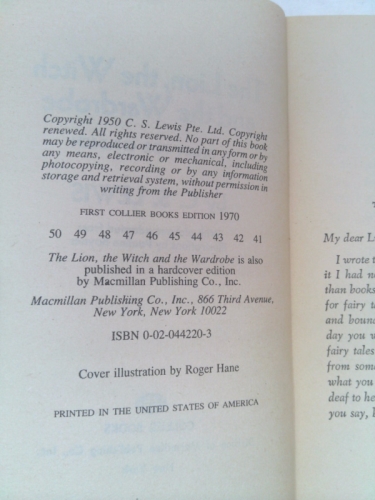 Copyright 1950 C. S. Lewis Pte. Ltd. Copyright
renewed. All rights reserved. No part of this book
may be reproduced or transmitted in any form or by
any means, electronic or mechanical, including
photocopying, recording or by any information
storage and retrieval system, without permission in
writing from the Publisher
FIRST COLLIER BOOKS EDITION 1970
50 49 48 47 46 45 44 43 42 41
The Lion, the Witch and the Wardrobe is also
published in a hardcover edition
by Macmillan Publishing Co., Inc.
Macmillan Publishing Co., Inc., 866 Third Avenue,
New York, New York 10022
ISBN 0-02-044220-3
Cover illustration by Roger Hane
PRINTED IN THE UNITED STATES OF AMERICA
My dear
I wrote
it I had
than books
for fairy
and
day you
fairy tales
from
what you
deaf to
you say,